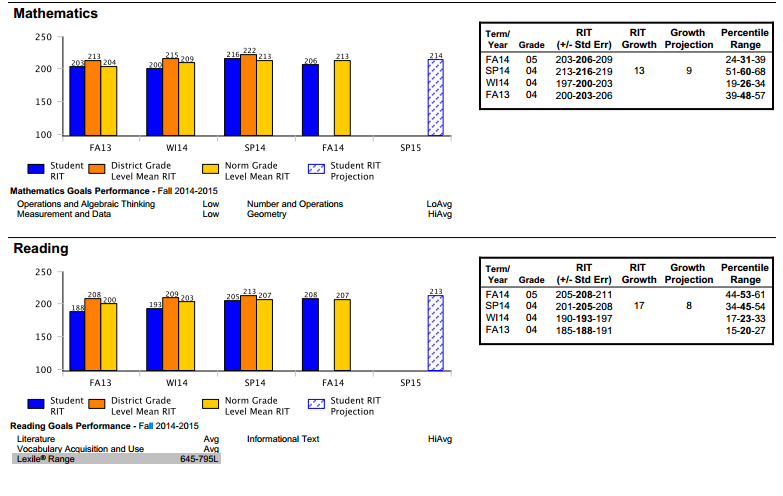 Mathematics
250
200
150
100
203 213 204
200 215 209
216 222 213
206 213
214
FA13 WI14 SP14 FA14 SP15
Student RIT
District Grade Level Mean RIT
Norm Grade Level Mean RIT
Student RIT Projection
Term/Year Grade RIT (+/- Std Err) RIT Growth Growth Projection Percentile Range
FA14 05 203-206-209 24-31-39
SP14 04 213-216-219 13 9 51-60-68
WI14 04 197-200-203 19-26-34
FA13 04 200-203-206 39-48-57
Mathematics Goals Performance - Fall 2014-2015
Operations and Algebraic Thinking Low Number and Operations LoAvg
Measurement and Data Low Geometry HiAvg
Reading
250
200
150
100
188 208 200
193 209 203
205 213 207
208 207
213
FA13 WI14 SP14 FA14 SP15
Student RIT
District Grade Level Mean RIT
Norm Grade Level Mean RIT
Student RIT Projection
Term/Year Grade RIT (+/- Std Err) RIT Growth Growth Projection Percentile Range
FA14 05 205-208-211 44-53-61
SP14 04 201-205-208 17 8 34-45-54
WI14 04 190-193-197 17-23-33
FA13 04 185-188-191 15-20-27
Reading Goals Performance - Fall 2014-2015
Literature Avg Informational Text HiAvg
Vocabulary Acquisition and Use Avg
Lexile® Range 645-795L